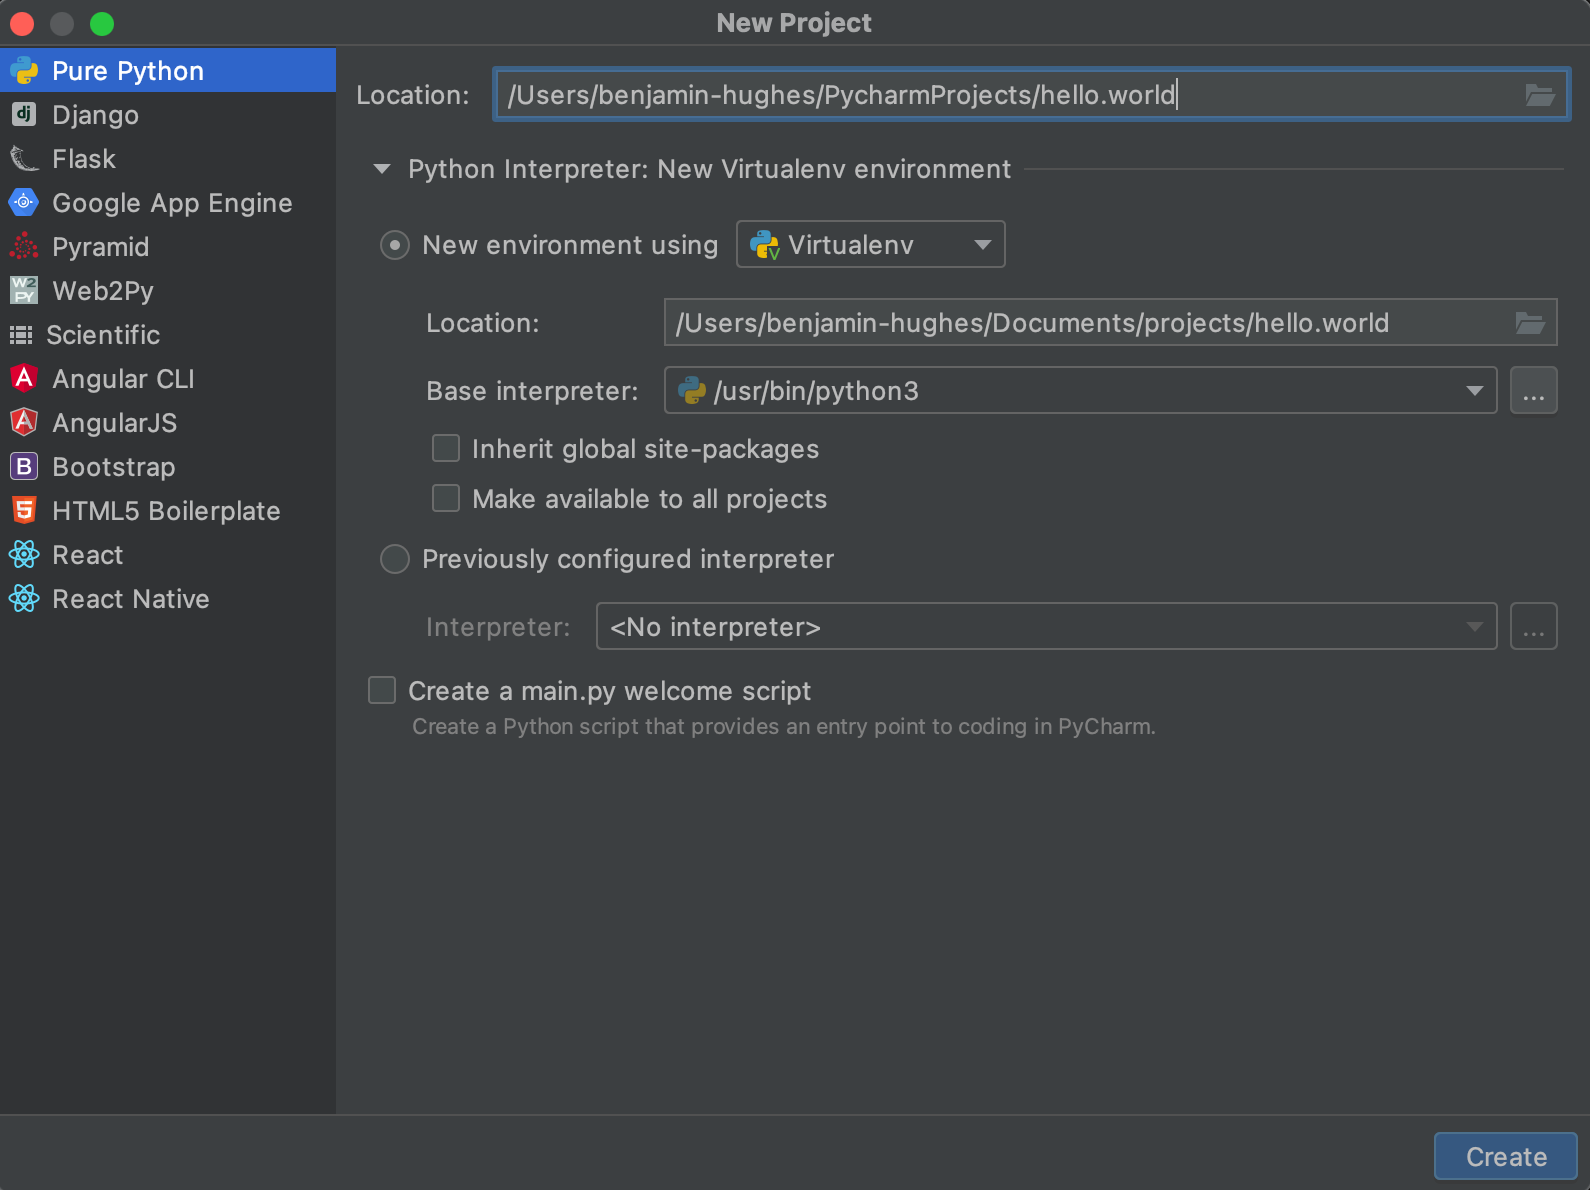 New Project
Pure Python
Django
Flask
Google App Engine
Pyramid
Web2Py
Scientific
Angular CLI
AngularJS
Bootstrap
HTML5 Boilerplate
React
React Native
Location: /Users/benjamin-hughes/PycharmProjects/hello.world
Python Interpreter: New Virtualenv environment
New environment using Virtualenv
Location: /Users/benjamin-hughes/Documents/projects/hello.world
Base interpreter: /usr/bin/python3 ...
Inherit global site-packages
Make available to all projects
Previously configured interpreter
Interpreter: <No interpreter> ...
Create a main.py welcome script
Create a Python script that provides an entry point to coding in PyCharm.
Create